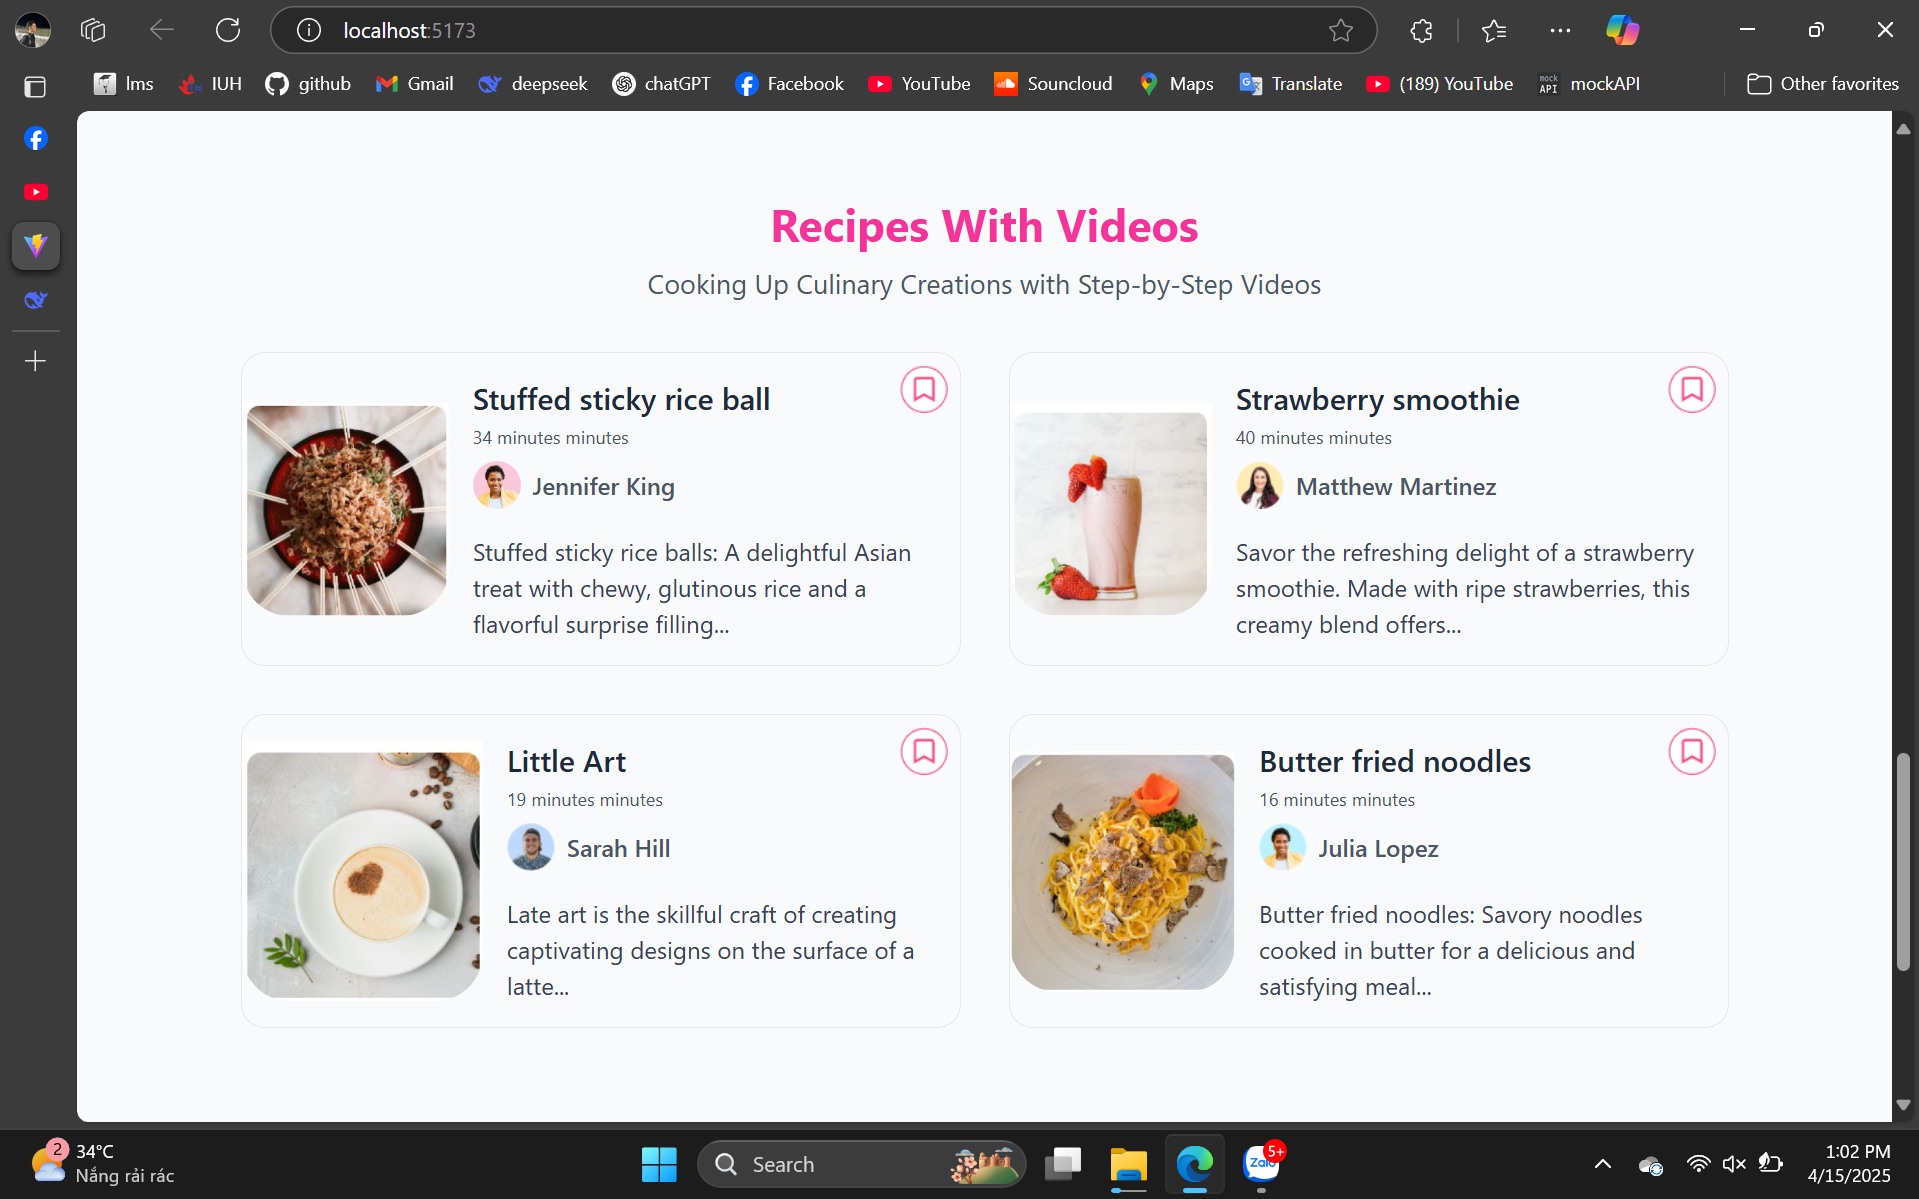 localhost:5173
lms
IUH
github
Gmail
deepseek
chatGPT
Facebook
YouTube
Souncloud
Maps
Translate
(189) YouTube
mock API
mockAPI
Other favorites
Recipes With Videos
Cooking Up Culinary Creations with Step-by-Step Videos
Stuffed sticky rice ball
34 minutes minutes
Jennifer King
Stuffed sticky rice balls: A delightful Asian
treat with chewy, glutinous rice and a
flavorful surprise filling...
Strawberry smoothie
40 minutes minutes
Matthew Martinez
Savor the refreshing delight of a strawberry
smoothie. Made with ripe strawberries, this
creamy blend offers...
Little Art
19 minutes minutes
Sarah Hill
Late art is the skillful craft of creating
captivating designs on the surface of a
latte...
Butter fried noodles
16 minutes minutes
Julia Lopez
Butter fried noodles: Savory noodles
cooked in butter for a delicious and
satisfying meal...
2
34°C
Nắng rải rác
Search
Zalo
5+
1:02 PM
4/15/2025